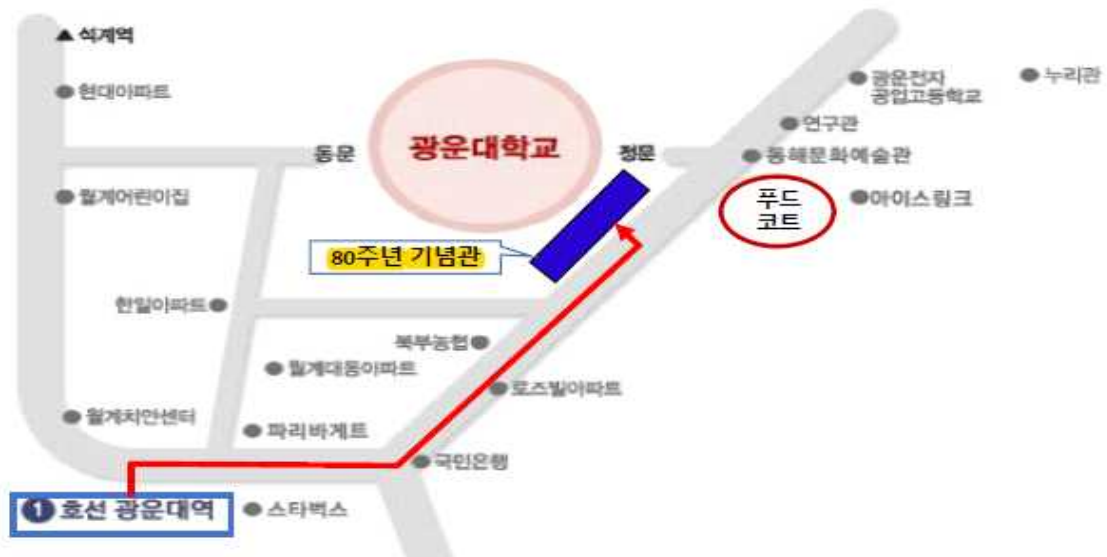 ▲ 석계역
현대아파트
광운전자
공업고등학교
누리관
연구관
동문
광운대학교
정문
동해문화예술관
월계어린이집
푸드
코트
아이스링크
80주년 기념관
한일아파트
북부농협
월계대동아파트
로즈빌아파트
월계치안센터
파리바게트
국민은행
1 호선 광운대역
스타벅스